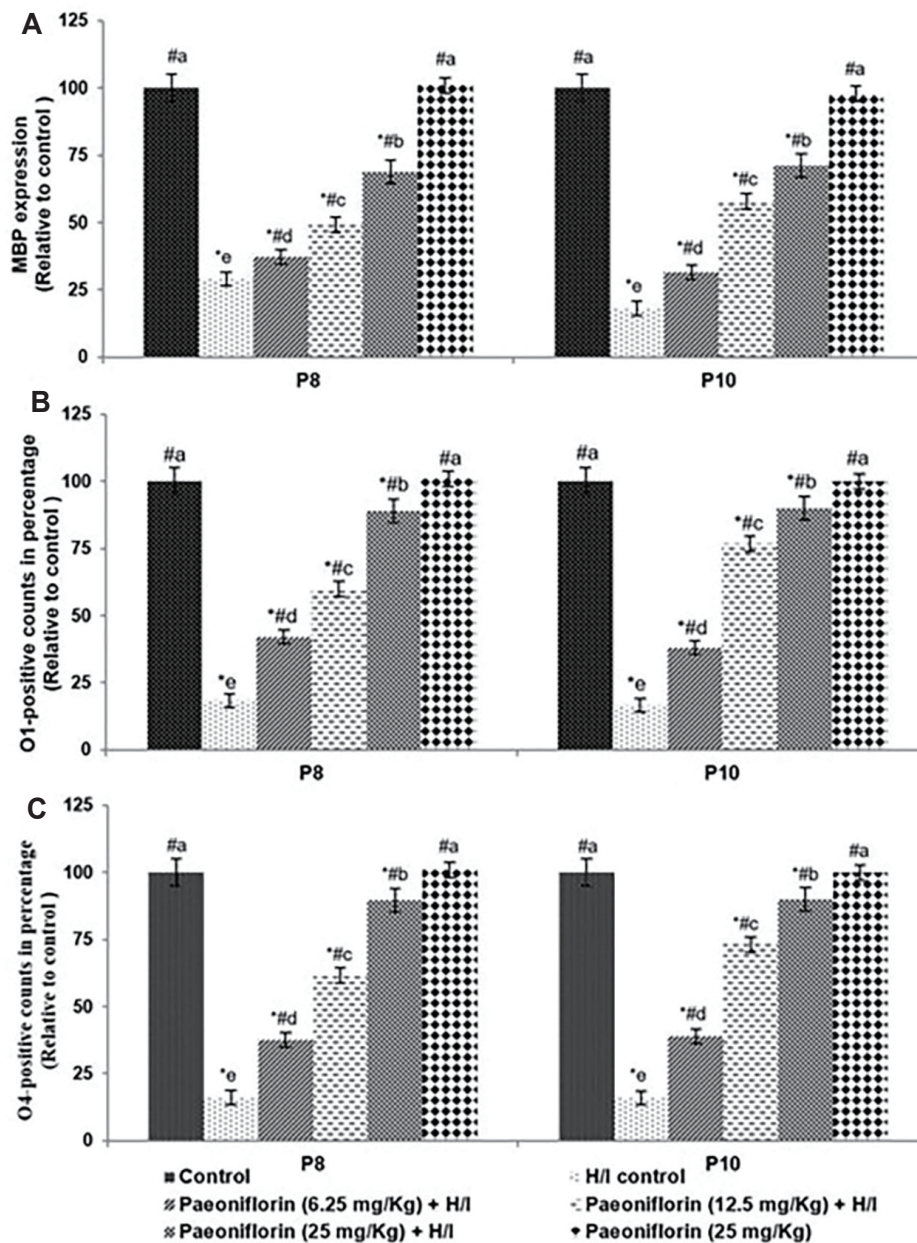 A
MBP expression
(Relative to control )
125
100
75
50
25
0
#a
*e
*#d
*#c
*#b
#a
#a
*e
*#d
*#c
*#b
#a
P8
P10
B
O1-positive counts in percentage
(Relative to control )
125
100
75
50
25
0
#a
*e
*#d
*#c
*#b
#a
#a
*e
*#d
*#c
*#b
#a
P8
P10
C
O4-positive counts in percentage
(Relative to control )
125
100
75
50
25
0
#a
*e
*#d
*#c
*#b
#a
#a
*e
*#d
*#c
*#b
#a
P8
P10
Control
H/I control
Paeoniflorin (6.25 mg/Kg) + H/I
Paeoniflorin (12.5 mg/Kg) + H/I
Paeoniflorin (25 mg/Kg) + H/I
Paeoniflorin (25 mg/Kg)